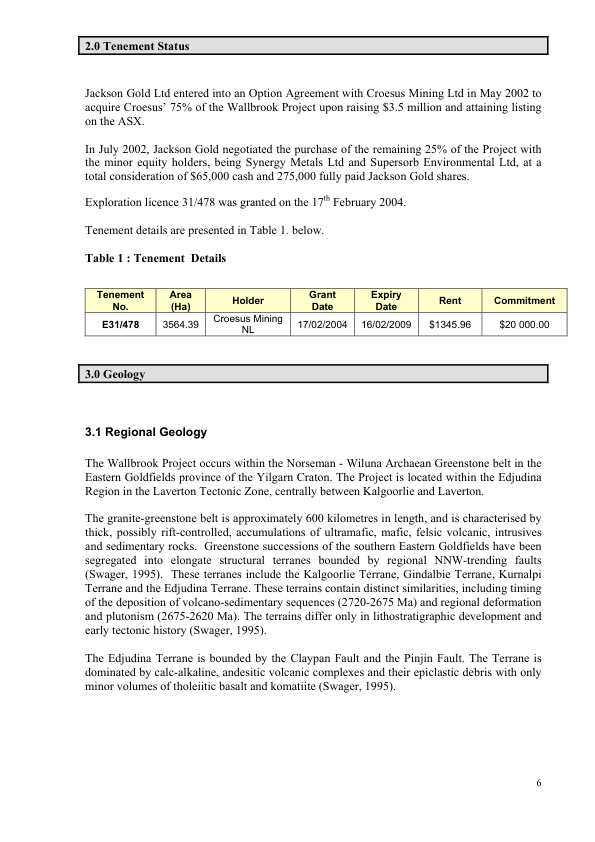 2.0 Tenement Status
Jackson Gold Ltd entered into an Option Agreement with Croesus Mining Ltd in May 2002 to
acquire Croesus' 75% of the Wallbrook Project upon raising $3.5 million and attaining listing
on the ASX.
In July 2002, Jackson Gold negotiated the purchase of the remaining 25% of the Project with
the minor equity holders, being Synergy Metals Ltd and Supersorb Environmental Ltd, at a
total consideration of $65,000 cash and 275,000 fully paid Jackson Gold shares.
Exploration licence 31/478 was granted on the 17th February 2004.
Tenement details are presented in Table 1. below.
Table 1 : Tenement Details
Tenement No. Area (Ha) Holder Grant Date Expiry Date Rent Commitment
E31/478 3564.39 Croesus Mining NL 17/02/2004 16/02/2009 $1345.96 $20 000.00
3.0 Geology
3.1 Regional Geology
The Wallbrook Project occurs within the Norseman - Wiluna Archaean Greenstone belt in the
Eastern Goldfields province of the Yilgarn Craton. The Project is located within the Edjudina
Region in the Laverton Tectonic Zone, centrally between Kalgoorlie and Laverton.
The granite-greenstone belt is approximately 600 kilometres in length, and is characterised by
thick, possibly rift-controlled, accumulations of ultramafic, mafic, felsic volcanic, intrusives
and sedimentary rocks. Greenstone successions of the southern Eastern Goldfields have been
segregated into elongate structural terranes bounded by regional NNW-trending faults
(Swager, 1995). These terranes include the Kalgoorlie Terrane, Gindalbie Terrane, Kurnalpi
Terrane and the Edjudina Terrane. These terrains contain distinct similarities, including timing
of the deposition of volcano-sedimentary sequences (2720-2675 Ma) and regional deformation
and plutonism (2675-2620 Ma). The terrains differ only in lithostratigraphic development and
early tectonic history (Swager, 1995).
The Edjudina Terrane is bounded by the Claypan Fault and the Pinjin Fault. The Terrane is
dominated by calc-alkaline, andesitic volcanic complexes and their epiclastic debris with only
minor volumes of tholeiitic basalt and komatiite (Swager, 1995).
6